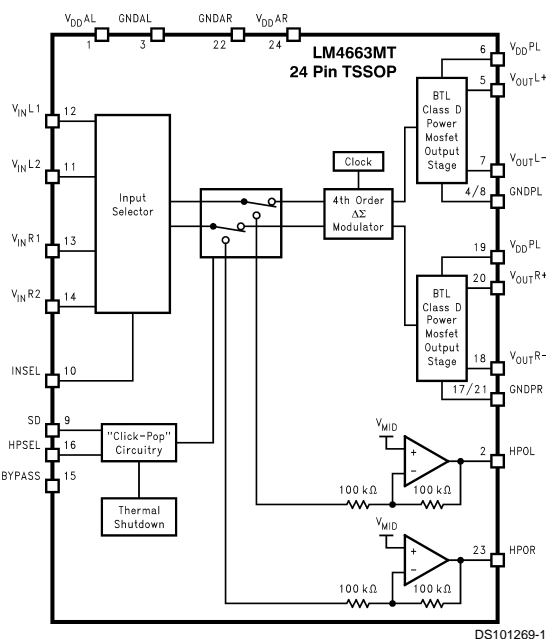 VDDAL GNDAL GNDAR VDDAR
1 3 22 24
LM4663MT
24 Pin TSSOP
6 VDDPL
5 VOUTL+
BTL
Class D
Power
Mosfet
Output
Stage
7 VOUTL-
4/8 GNDPL
VINL1 12
VINL2 11
VINR1 13
VINR2 14
Input
Selector
Clock
4th Order
ΔΣ
Modulator
19 VDDPL
20 VOUTR+
BTL
Class D
Power
Mosfet
Output
Stage
18 VOUTR-
17/21 GNDPR
INSEL 10
SD 9
HPSEL 16
BYPASS 15
"Click-Pop"
Circuitry
Thermal
Shutdown
VMID
+
-
2 HPOL
100 kΩ 100 kΩ
VMID
+
-
23 HPOR
100 kΩ 100 kΩ
DS101269-1